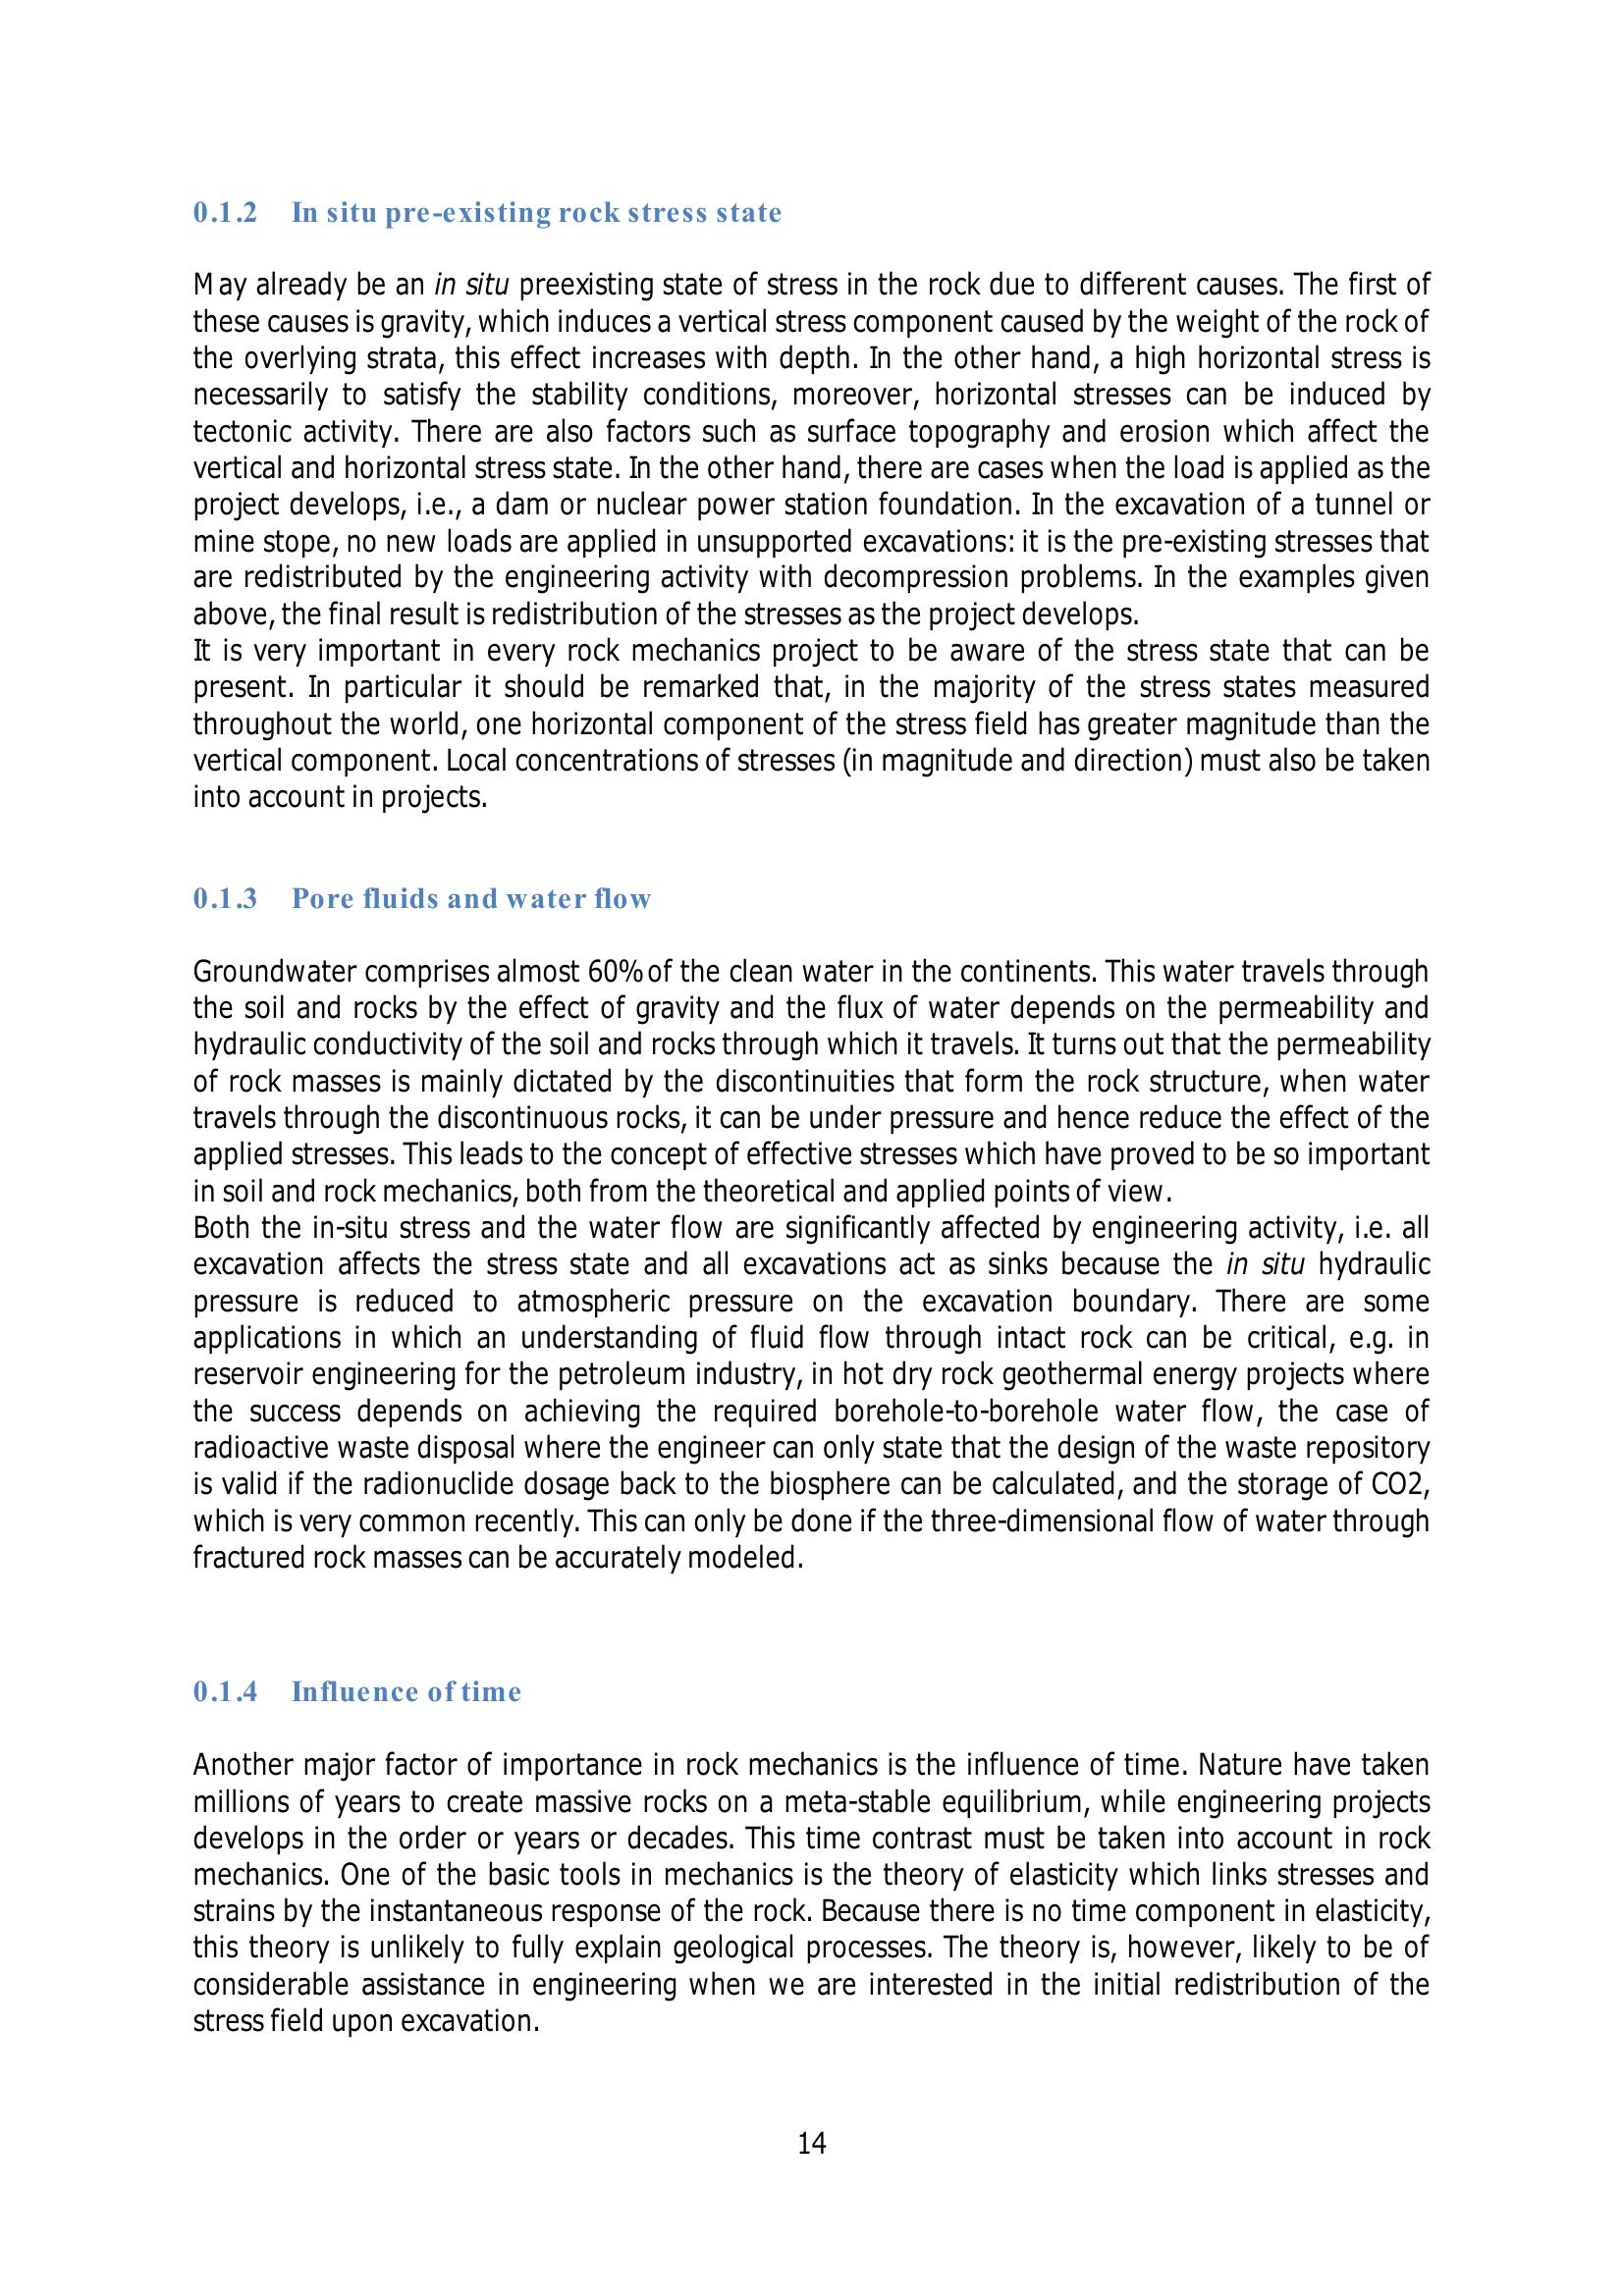 0.1.2 In situ pre-existing rock stress state
May already be an in situ preexisting state of stress in the rock due to different causes. The first of
these causes is gravity, which induces a vertical stress component caused by the weight of the rock of
the overlying strata, this effect increases with depth. In the other hand, a high horizontal stress is
necessarily to satisfy the stability conditions, moreover, horizontal stresses can be induced by
tectonic activity. There are also factors such as surface topography and erosion which affect the
vertical and horizontal stress state. In the other hand, there are cases when the load is applied as the
project develops, i.e., a dam or nuclear power station foundation. In the excavation of a tunnel or
mine stope, no new loads are applied in unsupported excavations: it is the pre-existing stresses that
are redistributed by the engineering activity with decompression problems. In the examples given
above, the final result is redistribution of the stresses as the project develops.
It is very important in every rock mechanics project to be aware of the stress state that can be
present. In particular it should be remarked that, in the majority of the stress states measured
throughout the world, one horizontal component of the stress field has greater magnitude than the
vertical component. Local concentrations of stresses (in magnitude and direction) must also be taken
into account in projects.
0.1.3 Pore fluids and water flow
Groundwater comprises almost 60% of the clean water in the continents. This water travels through
the soil and rocks by the effect of gravity and the flux of water depends on the permeability and
hydraulic conductivity of the soil and rocks through which it travels. It turns out that the permeability
of rock masses is mainly dictated by the discontinuities that form the rock structure, when water
travels through the discontinuous rocks, it can be under pressure and hence reduce the effect of the
applied stresses. This leads to the concept of effective stresses which have proved to be so important
in soil and rock mechanics, both from the theoretical and applied points of view.
Both the in-situ stress and the water flow are significantly affected by engineering activity, i.e. all
excavation affects the stress state and all excavations act as sinks because the in situ hydraulic
pressure is reduced to atmospheric pressure on the excavation boundary. There are some
applications in which an understanding of fluid flow through intact rock can be critical, e.g. in
reservoir engineering for the petroleum industry, in hot dry rock geothermal energy projects where
the success depends on achieving the required borehole-to-borehole water flow, the case of
radioactive waste disposal where the engineer can only state that the design of the waste repository
is valid if the radionuclide dosage back to the biosphere can be calculated, and the storage of CO2,
which is very common recently. This can only be done if the three-dimensional flow of water through
fractured rock masses can be accurately modeled.
0.1.4 Influence of time
Another major factor of importance in rock mechanics is the influence of time. Nature have taken
millions of years to create massive rocks on a meta-stable equilibrium, while engineering projects
develops in the order or years or decades. This time contrast must be taken into account in rock
mechanics. One of the basic tools in mechanics is the theory of elasticity which links stresses and
strains by the instantaneous response of the rock. Because there is no time component in elasticity,
this theory is unlikely to fully explain geological processes. The theory is, however, likely to be of
considerable assistance in engineering when we are interested in the initial redistribution of the
stress field upon excavation.
14